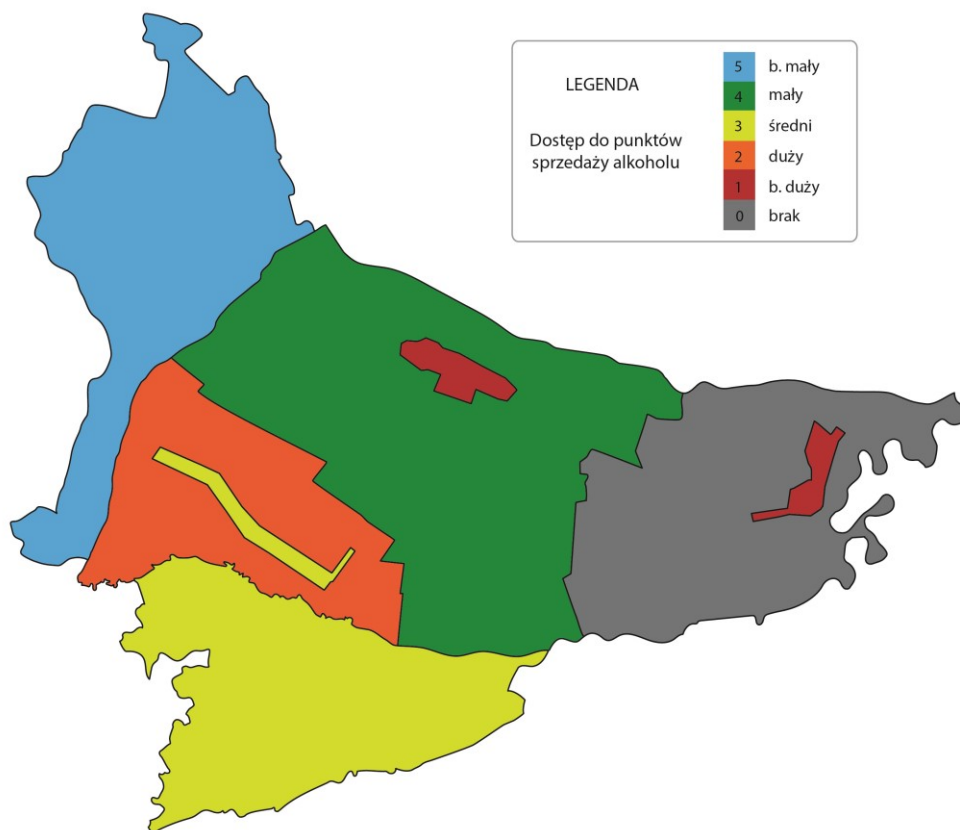 LEGENDA
Dostęp do punktów
sprzedaży alkoholu
5 b. mały
4 mały
3 średni
2 duży
1 b. duży
0 brak